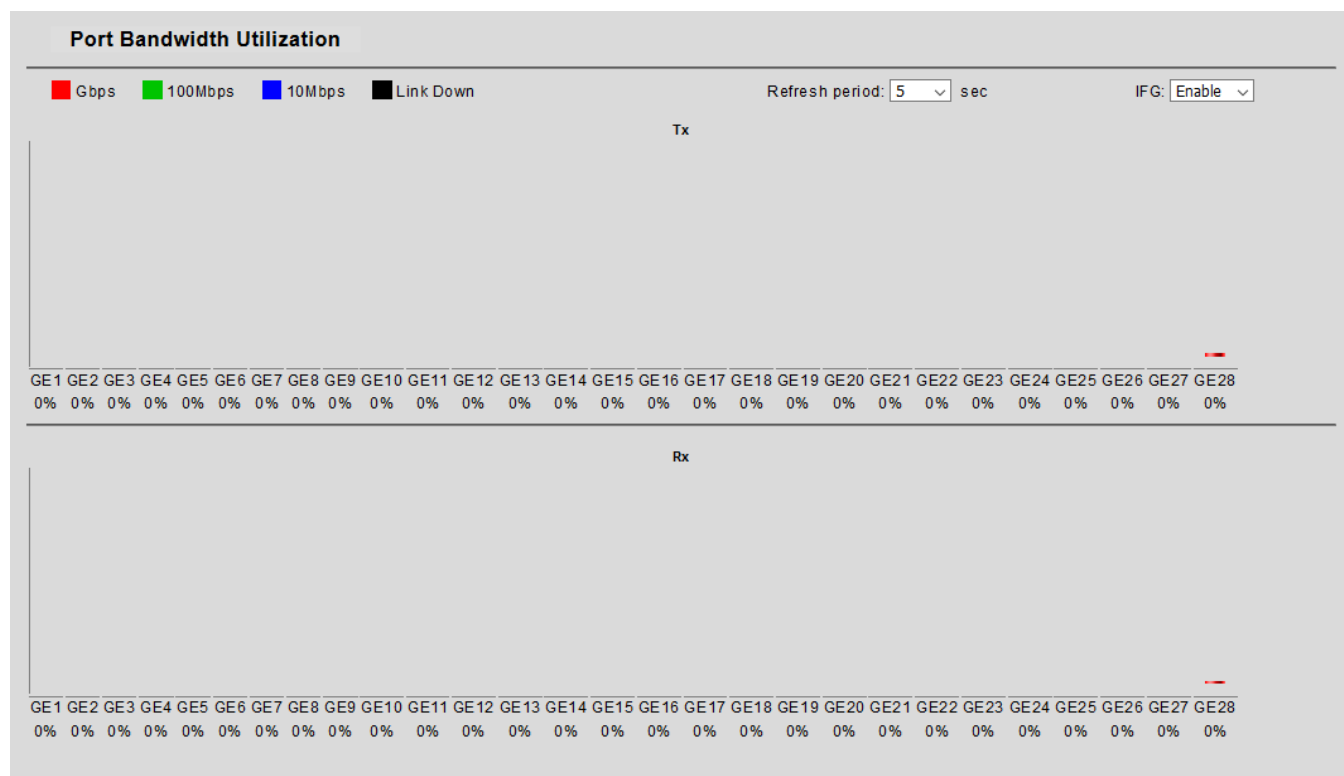 Port Bandwidth Utilization
Gbps 100Mbps 10Mbps Link Down Refresh period: 5 sec IFG: Enable
Tx
GE1 GE2 GE3 GE4 GE5 GE6 GE7 GE8 GE9 GE10 GE11 GE12 GE13 GE14 GE15 GE16 GE17 GE18 GE19 GE20 GE21 GE22 GE23 GE24 GE25 GE26 GE27 GE28
0% 0% 0% 0% 0% 0% 0% 0% 0% 0% 0% 0% 0% 0% 0% 0% 0% 0% 0% 0% 0% 0% 0% 0% 0% 0% 0% 0%
Rx
GE1 GE2 GE3 GE4 GE5 GE6 GE7 GE8 GE9 GE10 GE11 GE12 GE13 GE14 GE15 GE16 GE17 GE18 GE19 GE20 GE21 GE22 GE23 GE24 GE25 GE26 GE27 GE28
0% 0% 0% 0% 0% 0% 0% 0% 0% 0% 0% 0% 0% 0% 0% 0% 0% 0% 0% 0% 0% 0% 0% 0% 0% 0% 0% 0%